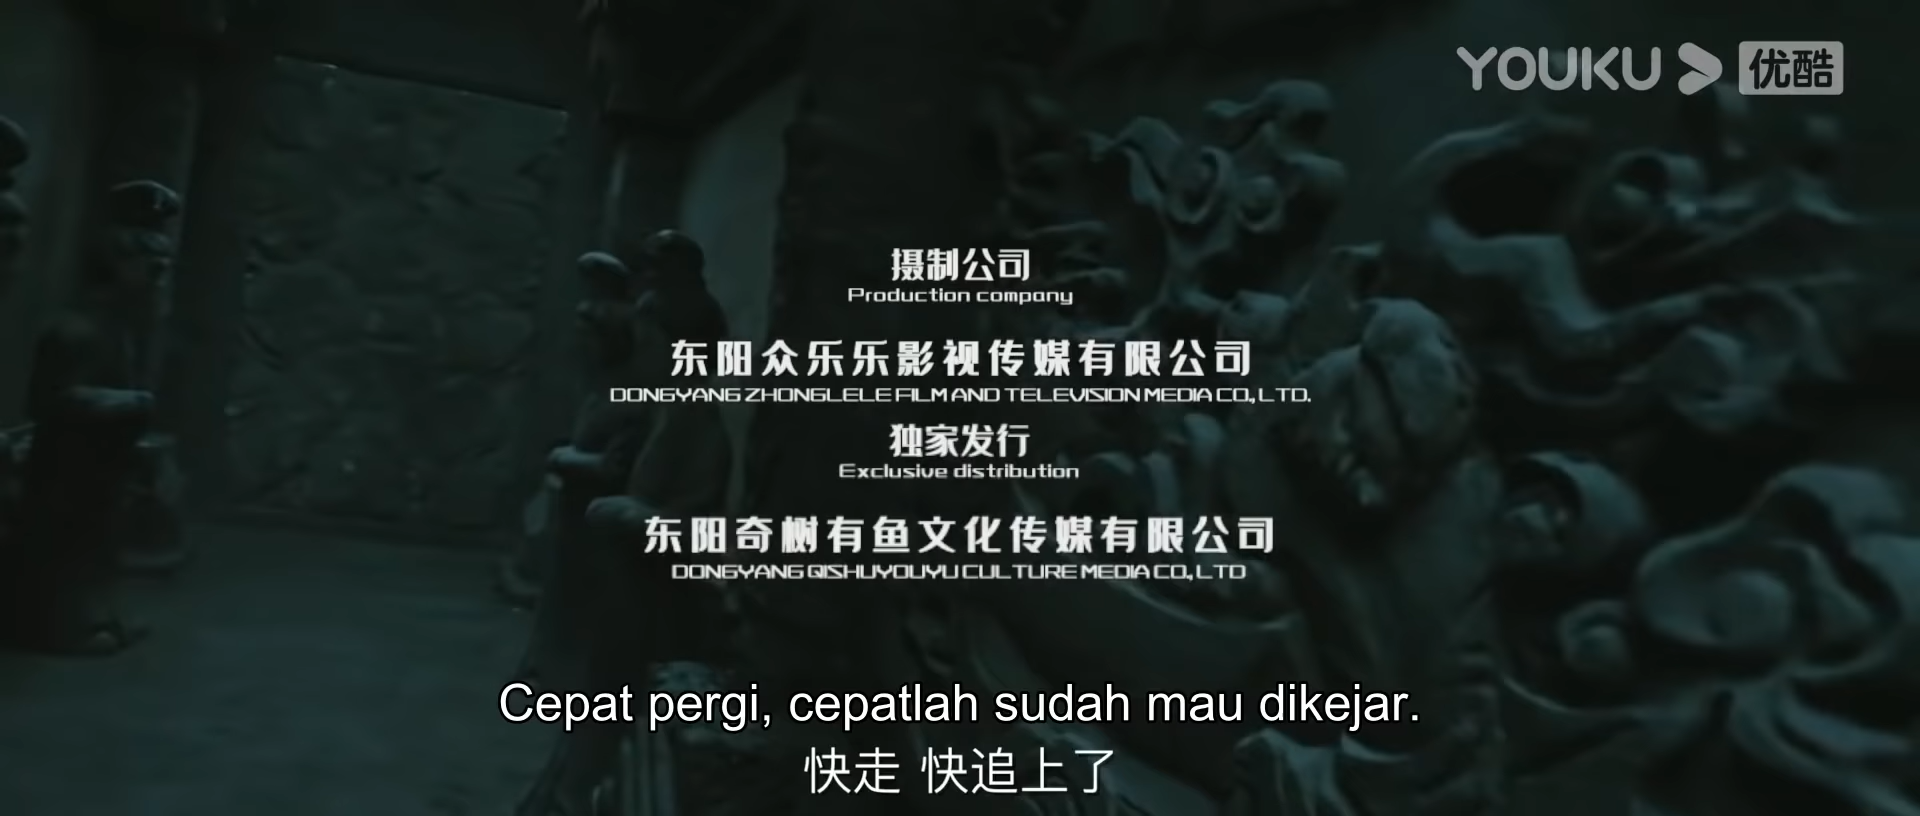 YOUKU 优酷
摄制公司
Production company
东阳众乐乐影视传媒有限公司
DONGYANG ZHONGLELE FILM AND TELEVISION MEDIA CO., LTD.
独家发行
Exclusive distribution
东阳奇树有鱼文化传媒有限公司
DONGYANG QISHUYOUYU CULTURE MEDIA CO., LTD
Cepat pergi, cepatlah sudah mau dikejar.
快走 快追上了